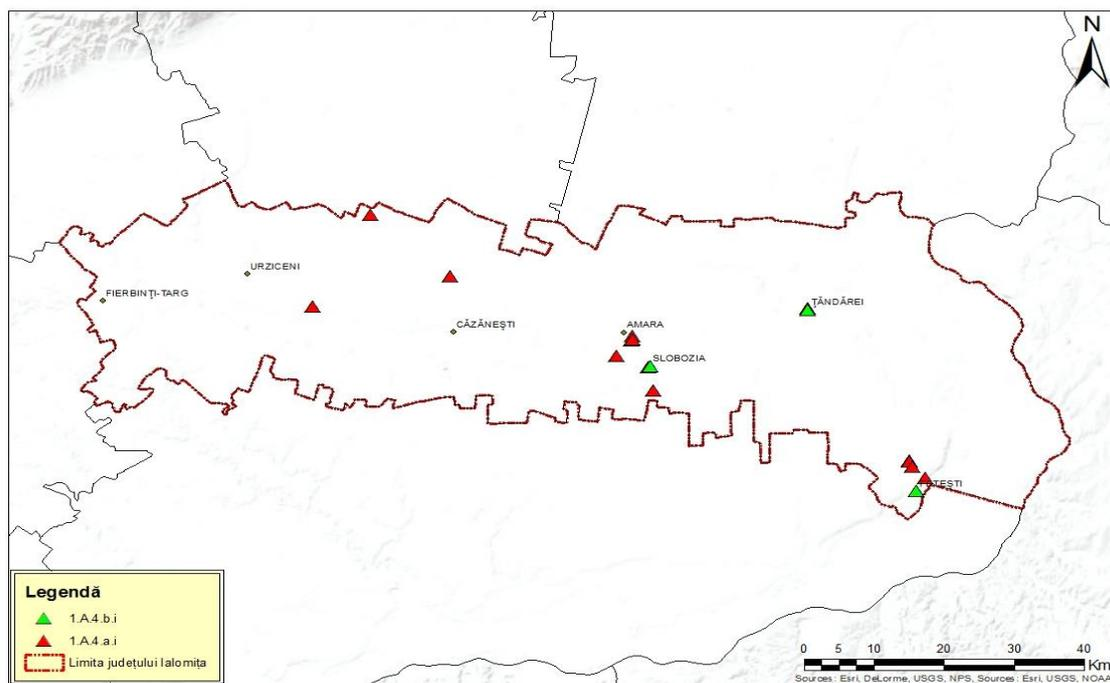 N
URZICENI
FIERBINȚI-TARG
ȚĂNDĂREI
CĂZĂNEȘTI
AMARA
SLOBOZIA
Legendă
1.A.4.b.i
1.A.4.a.i
Limita județului Ialomița
0 5 10 20 30 40
Km
Sources: Esri, DeLorme, USGS, NPS, Sources: Esri, USGS, NOAA